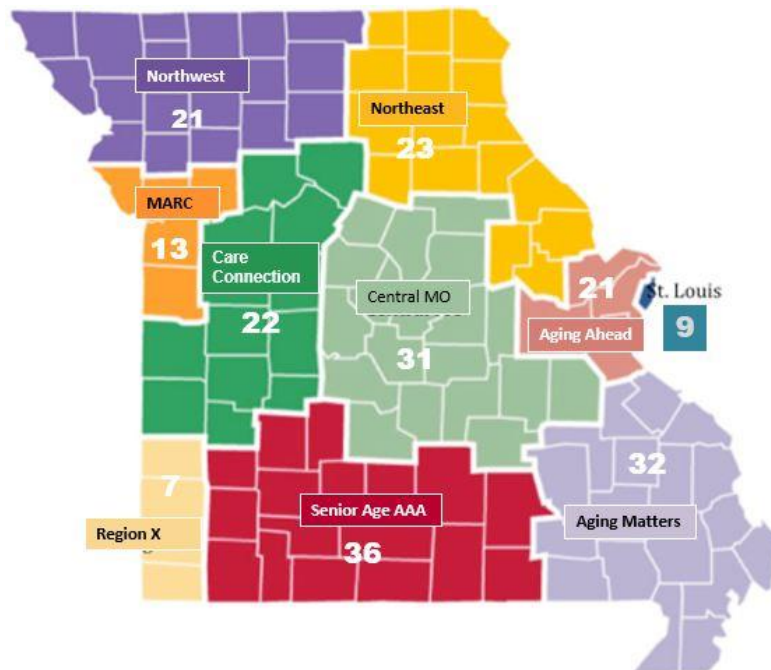 Northwest
21
Northeast
23
MARC
13
Care
Connection
22
Central MO
31
21
St. Louis
9
Aging Ahead
32
Aging Matters
7
Region X
Senior Age AAA
36